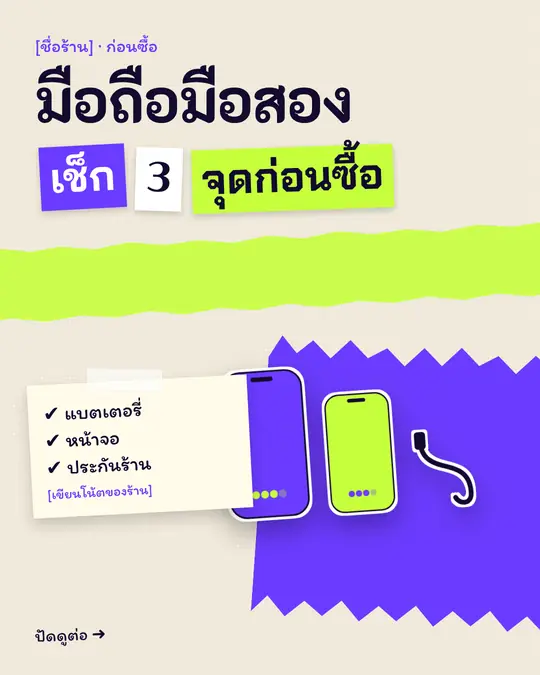 [ชื่อร้าน] · ก่อนซื้อ
มือถือมือสอง
เช็ก 3 จุดก่อนซื้อ
✔ แบตเตอรี่
✔ หน้าจอ
✔ ประกันร้าน
[เขียนโน้ตของร้าน]
ปัดดูต่อ ➜